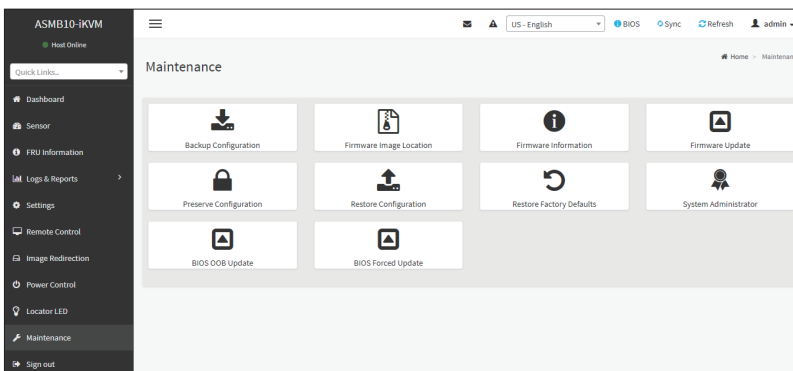 ASMB10-iKVM
Host Online
Quick Links...
Dashboard
Sensor
FRU Information
Logs & Reports
Settings
Remote Control
Image Redirection
Power Control
Locator LED
Maintenance
Sign out
US - English
BIOS
Sync
Refresh
admin
Maintenance
Home > Maintenan
Backup Configuration
Firmware Image Location
Firmware Information
Firmware Update
Preserve Configuration
Restore Configuration
Restore Factory Defaults
System Administrator
BIOS OOB Update
BIOS Forced Update